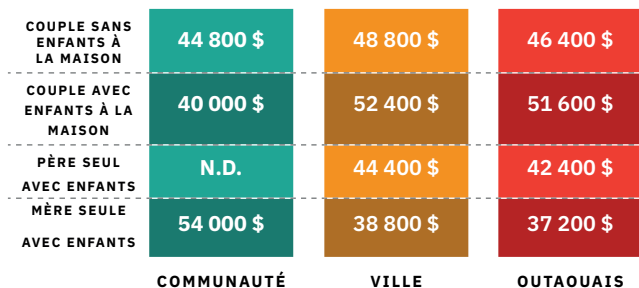 COUPLE SANS
ENFANTS À
LA MAISON
44 800 $
48 800 $
46 400 $
COUPLE AVEC
ENFANTS À LA
MAISON
40 000 $
52 400 $
51 600 $
PÈRE SEUL
AVEC ENFANTS
N.D.
44 400 $
42 400 $
MÈRE SEULE
AVEC ENFANTS
54 000 $
38 800 $
37 200 $
COMMUNAUTÉ
VILLE
OUTAOUAIS